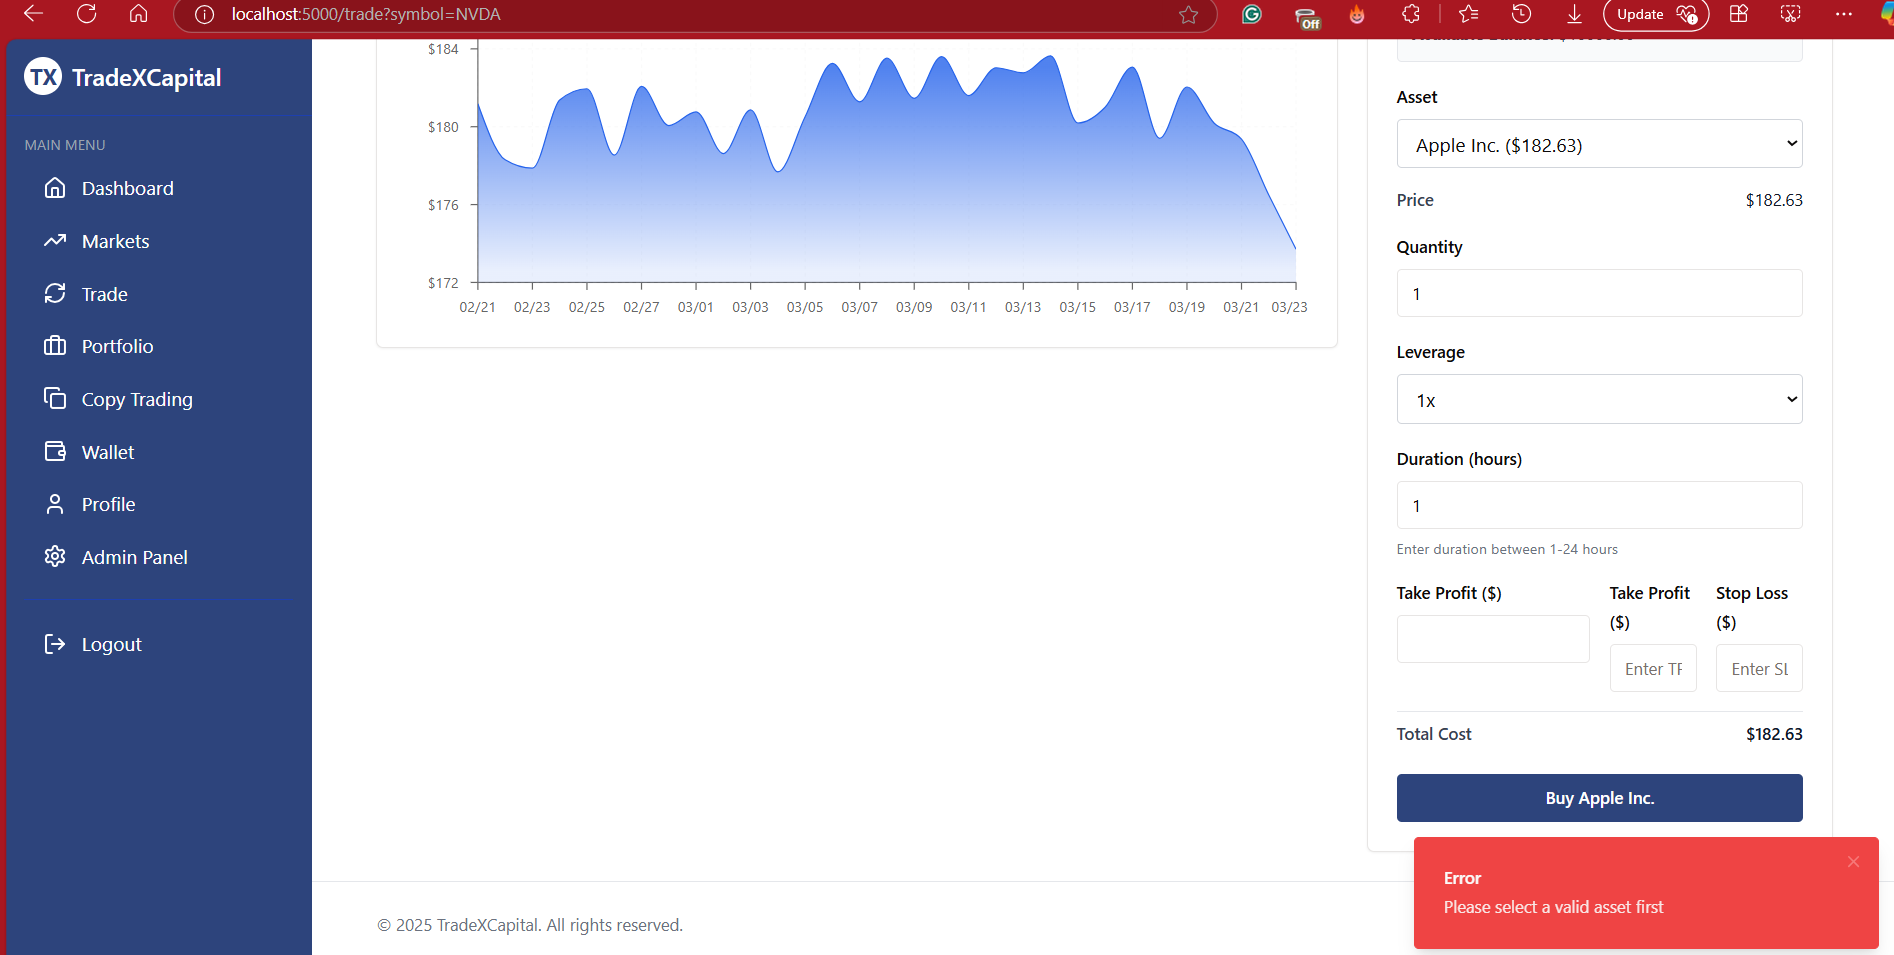 localhost:5000/trade?symbol=NVDA
Off
Update
TX TradeXCapital
MAIN MENU
Dashboard
Markets
Trade
Portfolio
Copy Trading
Wallet
Profile
Admin Panel
Logout
$184
$180
$176
$172
02/21 02/23 02/25 02/27 03/01 03/03 03/05 03/07 03/09 03/11 03/13 03/15 03/17 03/19 03/21 03/23
Asset
Apple Inc. ($182.63)
Price $182.63
Quantity
1
Leverage
1x
Duration (hours)
1
Enter duration between 1-24 hours
Take Profit ($)
Take Profit
($)
Enter TP
Stop Loss
($)
Enter SL
Total Cost $182.63
Buy Apple Inc.
Error
Please select a valid asset first
© 2025 TradeXCapital. All rights reserved.